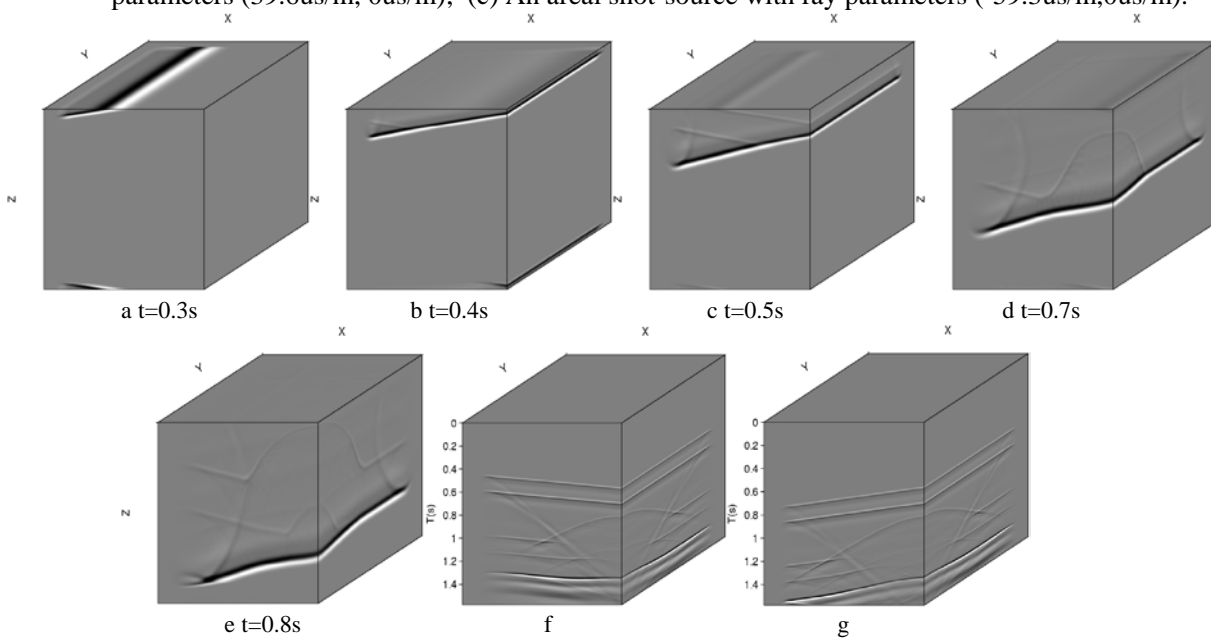 parameters (39.6us/m, 0us/m); (c) An areal shot-source with ray parameters (-39.5us/m,0us/m).
X X X X
Y Y Y Y
Z Z Z Z
a t=0.3s b t=0.4s c t=0.5s d t=0.7s
X X X
Y Y Y
0 0
0.2 0.2
0.4 0.4
0.6 0.6
Z T(s) 0.8 T(s) 0.8
1 1
1.2 1.2
1.4 1.4
e t=0.8s f g